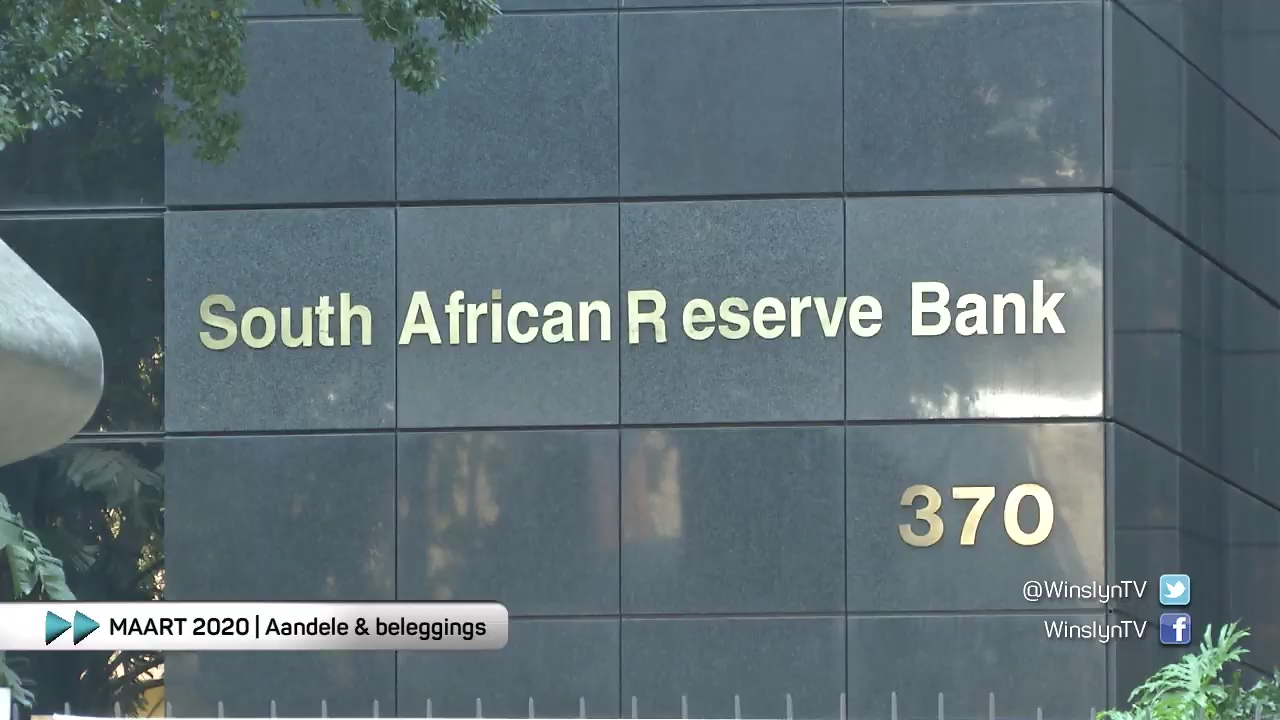 South African Reserve Bank
370
@WinslynTV
WinslynTV
MAART 2020 | Aandele & beleggings